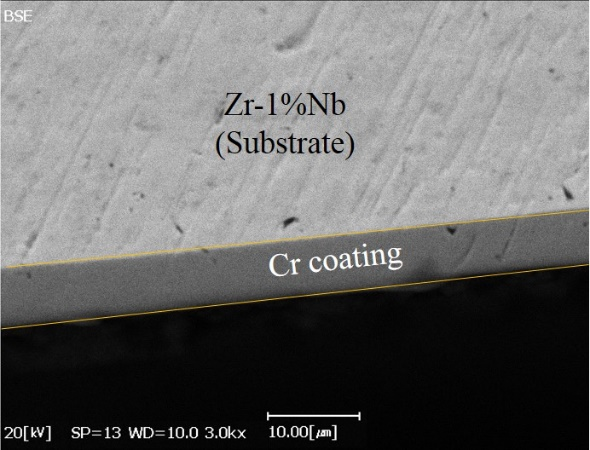 BSE
Zr-1%Nb
(Substrate)
Cr coating
20[kV] SP=13 WD=10.0 3.0kx 10.00[㎛]